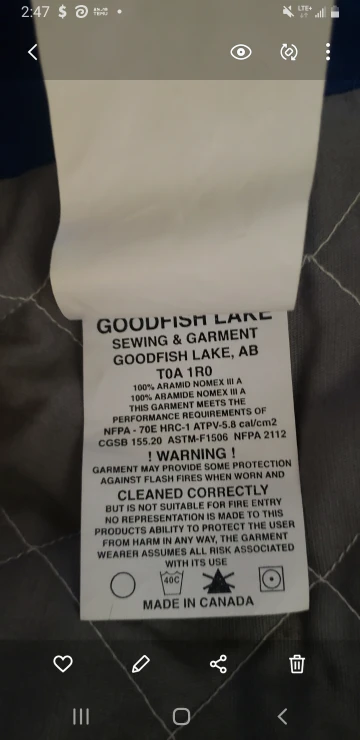 2:47
LTE+
GOODFISH LAKE
SEWING & GARMENT
GOODFISH LAKE, AB
T0A 1R0
100% ARAMID NOMEX III A
100% ARAMIDE NOMEX III A
THIS GARMENT MEETS THE
PERFORMANCE REQUIREMENTS OF
NFPA - 70E HRC-1 ATPV-5.8 cal/cm2
CGSB 155.20 ASTM-F1506 NFPA 2112
! WARNING !
GARMENT MAY PROVIDE SOME PROTECTION
AGAINST FLASH FIRES WHEN WORN AND
CLEANED CORRECTLY
BUT IS NOT SUITABLE FOR FIRE ENTRY
NO REPRESENTATION IS MADE TO THIS
PRODUCTS ABILITY TO PROTECT THE USER
FROM HARM IN ANY WAY, THE GARMENT
WEARER ASSUMES ALL RISK ASSOCIATED
WITH ITS USE
40C
MADE IN CANADA